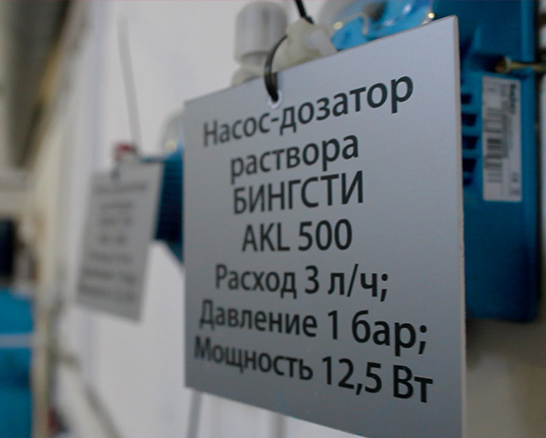 Насос-дозатор
раствора
БИНГСТИ
AKL 500
Расход 3 л/ч;
Давление 1 бар;
Мощность 12,5 Вт